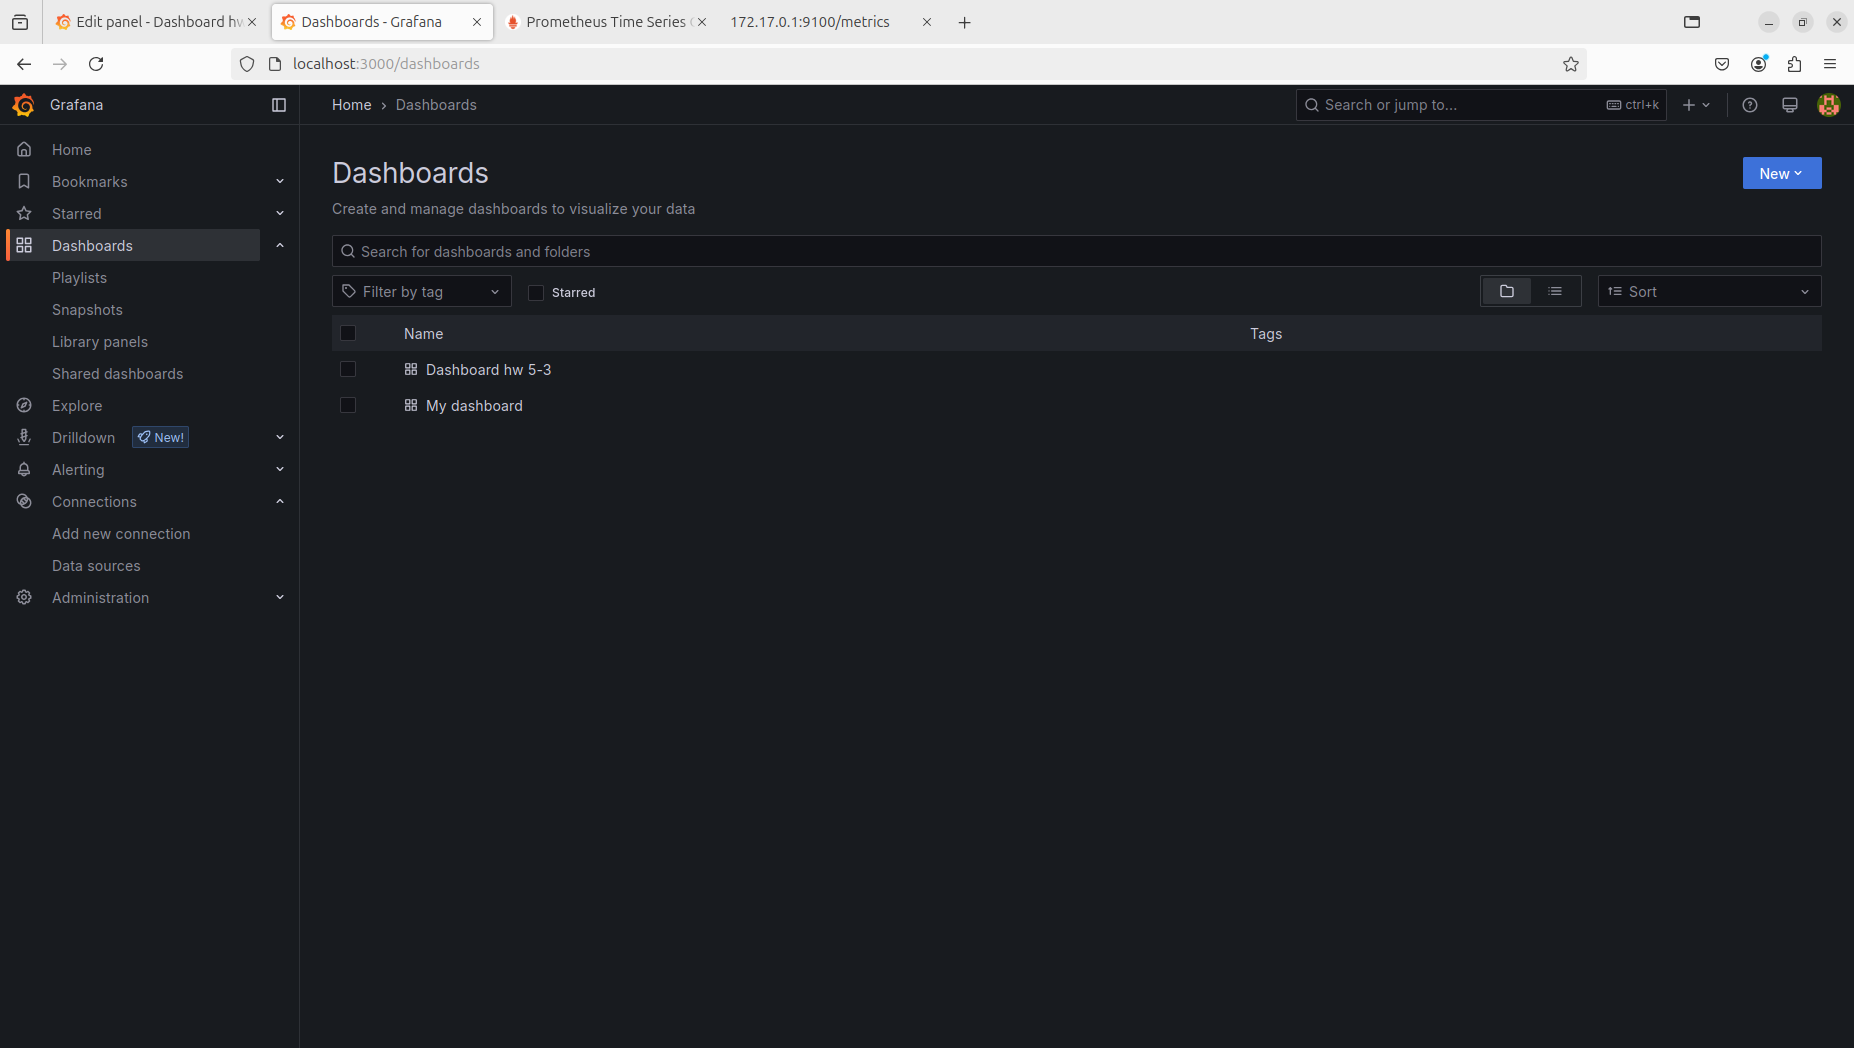 Edit panel - Dashboard hw
Dashboards - Grafana
Prometheus Time Series
172.17.0.1:9100/metrics
localhost:3000/dashboards
Grafana
Home › Dashboards
Search or jump to...
ctrl+k
Home
Bookmarks
Starred
Dashboards
Playlists
Snapshots
Library panels
Shared dashboards
Explore
Drilldown
New!
Alerting
Connections
Add new connection
Data sources
Administration
Dashboards
New
Create and manage dashboards to visualize your data
Search for dashboards and folders
Filter by tag
Starred
Sort
Name
Tags
Dashboard hw 5-3
My dashboard